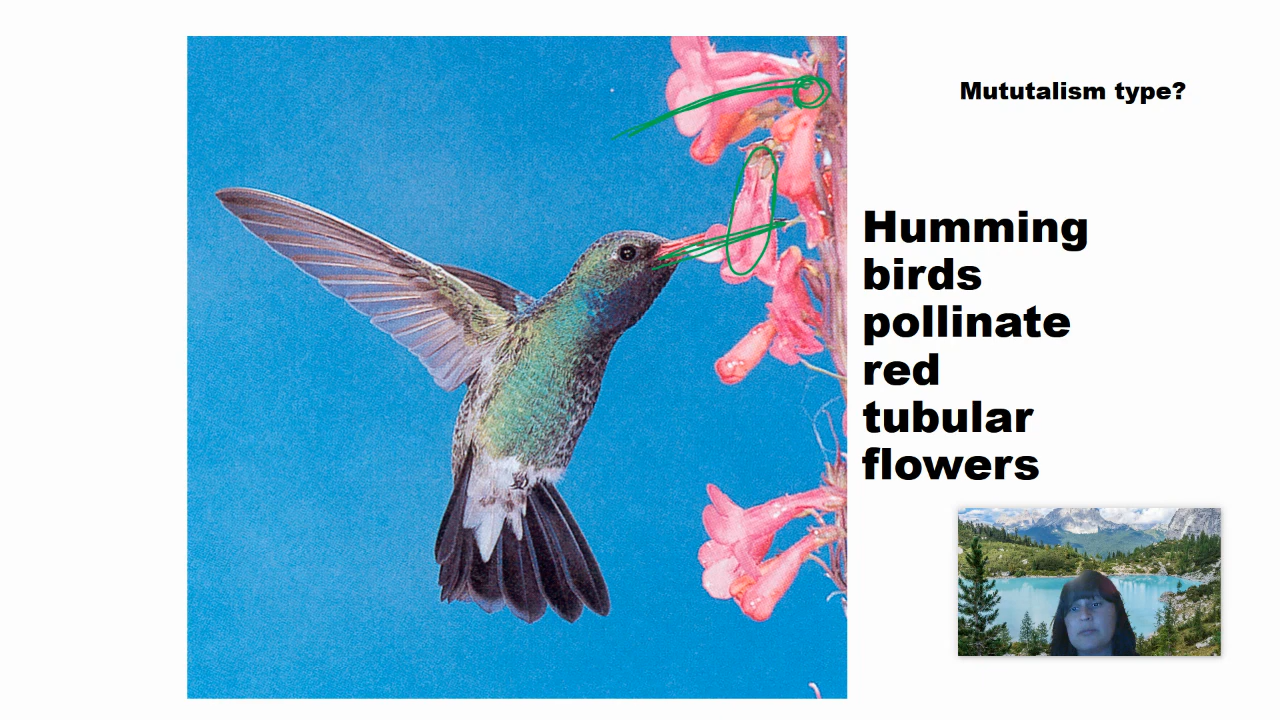 Mututalism type?
Humming
birds
pollinate
red
tubular
flowers